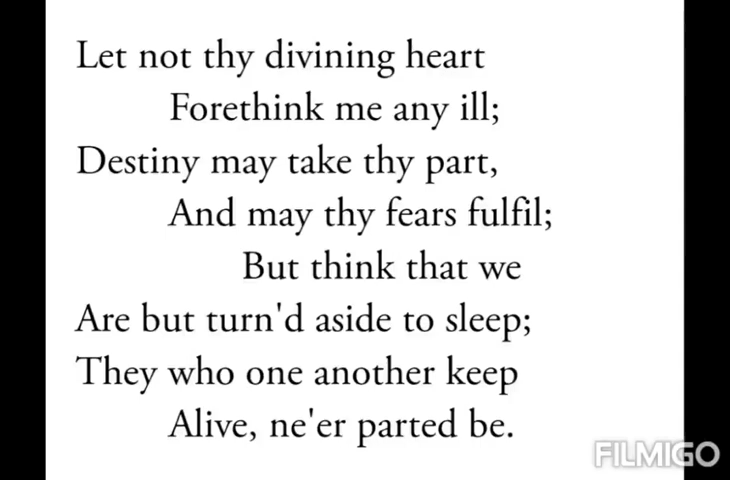 Let not thy divining heart
Forethink me any ill;
Destiny may take thy part,
And may thy fears fulfil;
But think that we
Are but turn'd aside to sleep;
They who one another keep
Alive, ne'er parted be.
FILMIGO